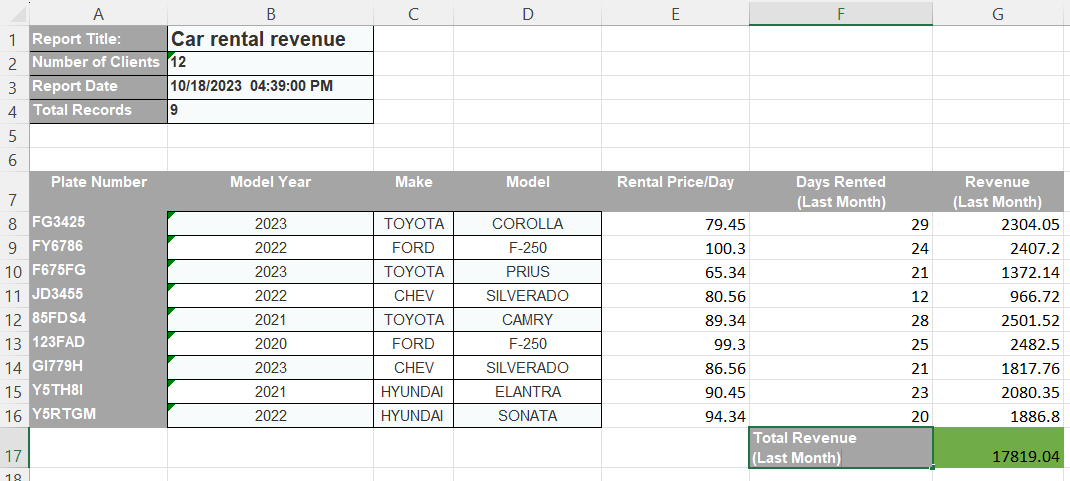 A B C D E F G
1 Report Title: Car rental revenue
2 Number of Clients 12
3 Report Date 10/18/2023 04:39:00 PM
4 Total Records 9
5
6
Plate Number Model Year Make Model Rental Price/Day Days Rented Revenue
7 (Last Month) (Last Month)
8 FG3425 2023 TOYOTA COROLLA 79.45 29 2304.05
9 FY6786 2022 FORD F-250 100.3 24 2407.2
10 F675FG 2023 TOYOTA PRIUS 65.34 21 1372.14
11 JD3455 2022 CHEV SILVERADO 80.56 12 966.72
12 85FDS4 2021 TOYOTA CAMRY 89.34 28 2501.52
13 123FAD 2020 FORD F-250 99.3 25 2482.5
14 GI779H 2023 CHEV SILVERADO 86.56 21 1817.76
15 Y5TH8I 2021 HYUNDAI ELANTRA 90.45 23 2080.35
16 Y5RTGM 2022 HYUNDAI SONATA 94.34 20 1886.8
Total Revenue
17 (Last Month) 17819.04
18